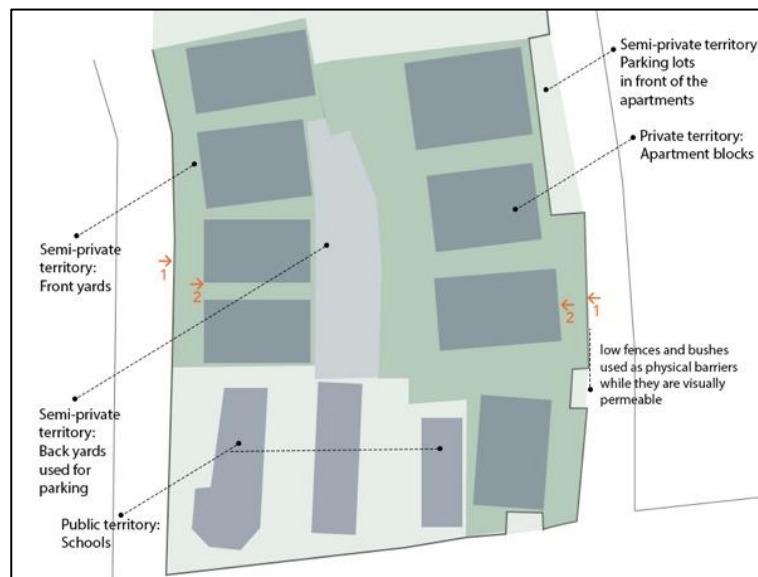 Semi-private territory:
Parking lots
in front of the
apartments
Private territory:
Apartment blocks
Semi-private
territory:
Front yards
1
2
2
1
low fences and bushes
used as physical barriers
while they are visually
permeable
Semi-private
territory:
Back yards
used for
parking
Public territory:
Schools